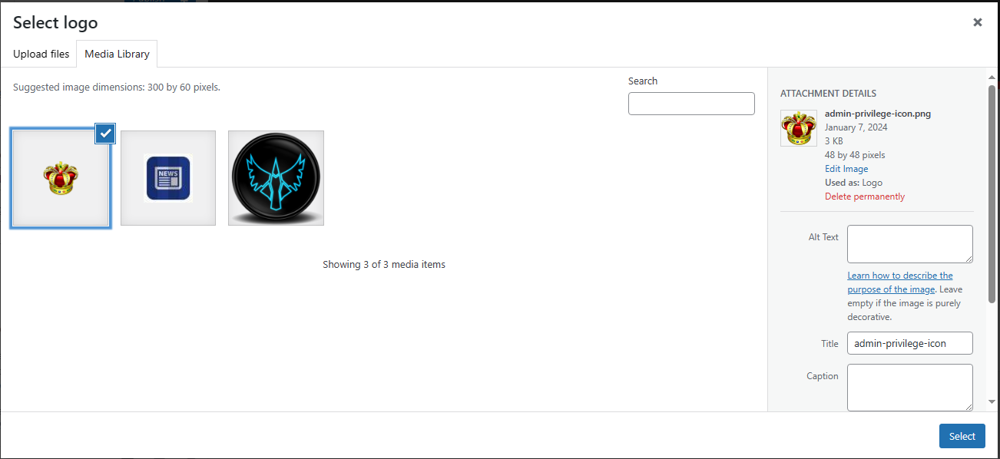 Select logo
Upload files
Media Library
Suggested image dimensions: 300 by 60 pixels.
Search
NEWS
Showing 3 of 3 media items
ATTACHMENT DETAILS
admin-privilege-icon.png
January 7, 2024
3 KB
48 by 48 pixels
Edit Image
Used as: Logo
Delete permanently
Alt Text
Learn how to describe the
purpose of the image. Leave
empty if the image is purely
decorative.
Title
admin-privilege-icon
Caption
Select